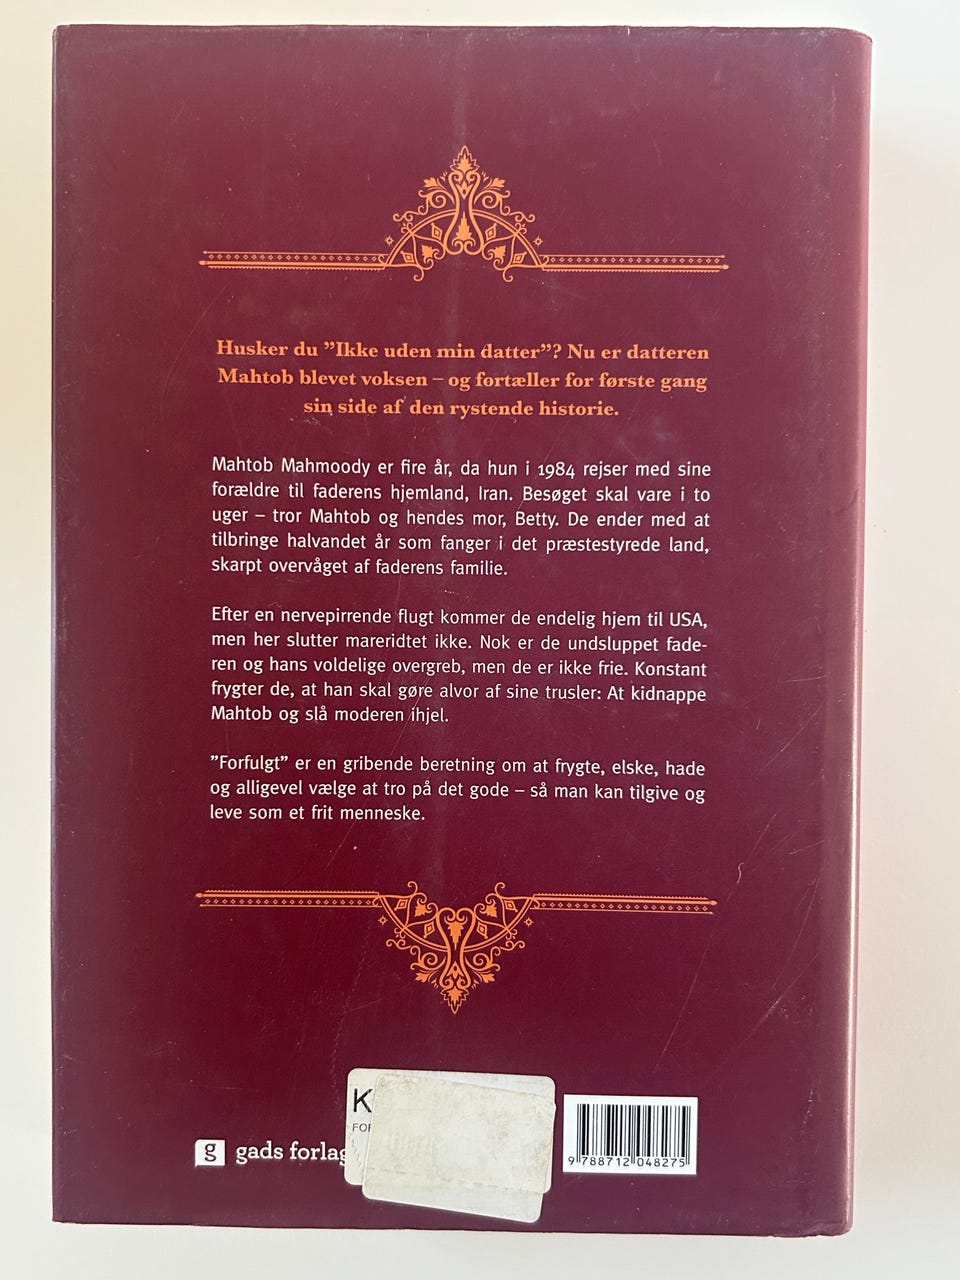 Husker du ”Ikke uden min datter”? Nu er datteren
Mahtob blevet voksen – og fortæller for første gang
sin side af den rystende historie.
Mahtob Mahmoody er fire år, da hun i 1984 rejser med sine
forældre til faderens hjemland, Iran. Besøget skal vare i to
uger – tror Mahtob og hendes mor, Betty. De ender med at
tilbringe halvandet år som fanger i det præstestyrede land,
skarpt overvåget af faderens familie.
Efter en nervepirrende flugt kommer de endelig hjem til USA,
men her slutter mareridtet ikke. Nok er de undsluppet fade-
ren og hans voldelige overgreb, men de er ikke frie. Konstant
frygter de, at han skal gøre alvor af sine trusler: At kidnappe
Mahtob og slå moderen ihjel.
”Forfulgt” er en gribende beretning om at frygte, elske, hade
og alligevel vælge at tro på det gode – så man kan tilgive og
leve som et frit menneske.
K
FOR
g gads forlag
9 788712 048275